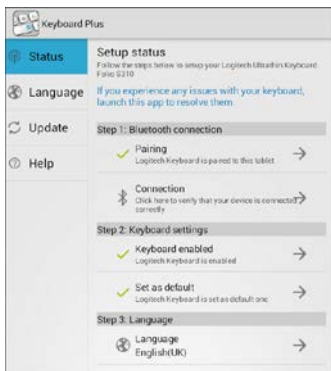 Keyboard
Plus
Status
Language
Update
Help
Setup status
Follow the steps below to setup your Logitech Ultrathin Keyboard
Folio S310
If you experience any issues with your keyboard,
launch this app to resolve them.
Step 1: Bluetooth connection
Pairing
Logitech Keyboard is paired to this tablet
Connection
Click here to verify that your device is connected
correctly
Step 2: Keyboard settings
Keyboard enabled
Logitech Keyboard is enabled
Set as default
Logitech Keyboard is set as default one
Step 3: Language
Language
English(UK)